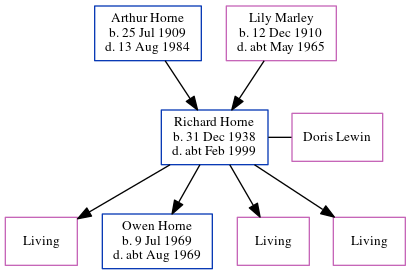 Arthur Horne
b. 25 Jul 1909
d. 13 Aug 1984
Lily Marley
b. 12 Dec 1910
d. abt May 1965
Richard Horne
b. 31 Dec 1938
d. abt Feb 1999
Doris Lewin
Living
Owen Horne
b. 9 Jul 1969
d. abt Aug 1969
Living
Living